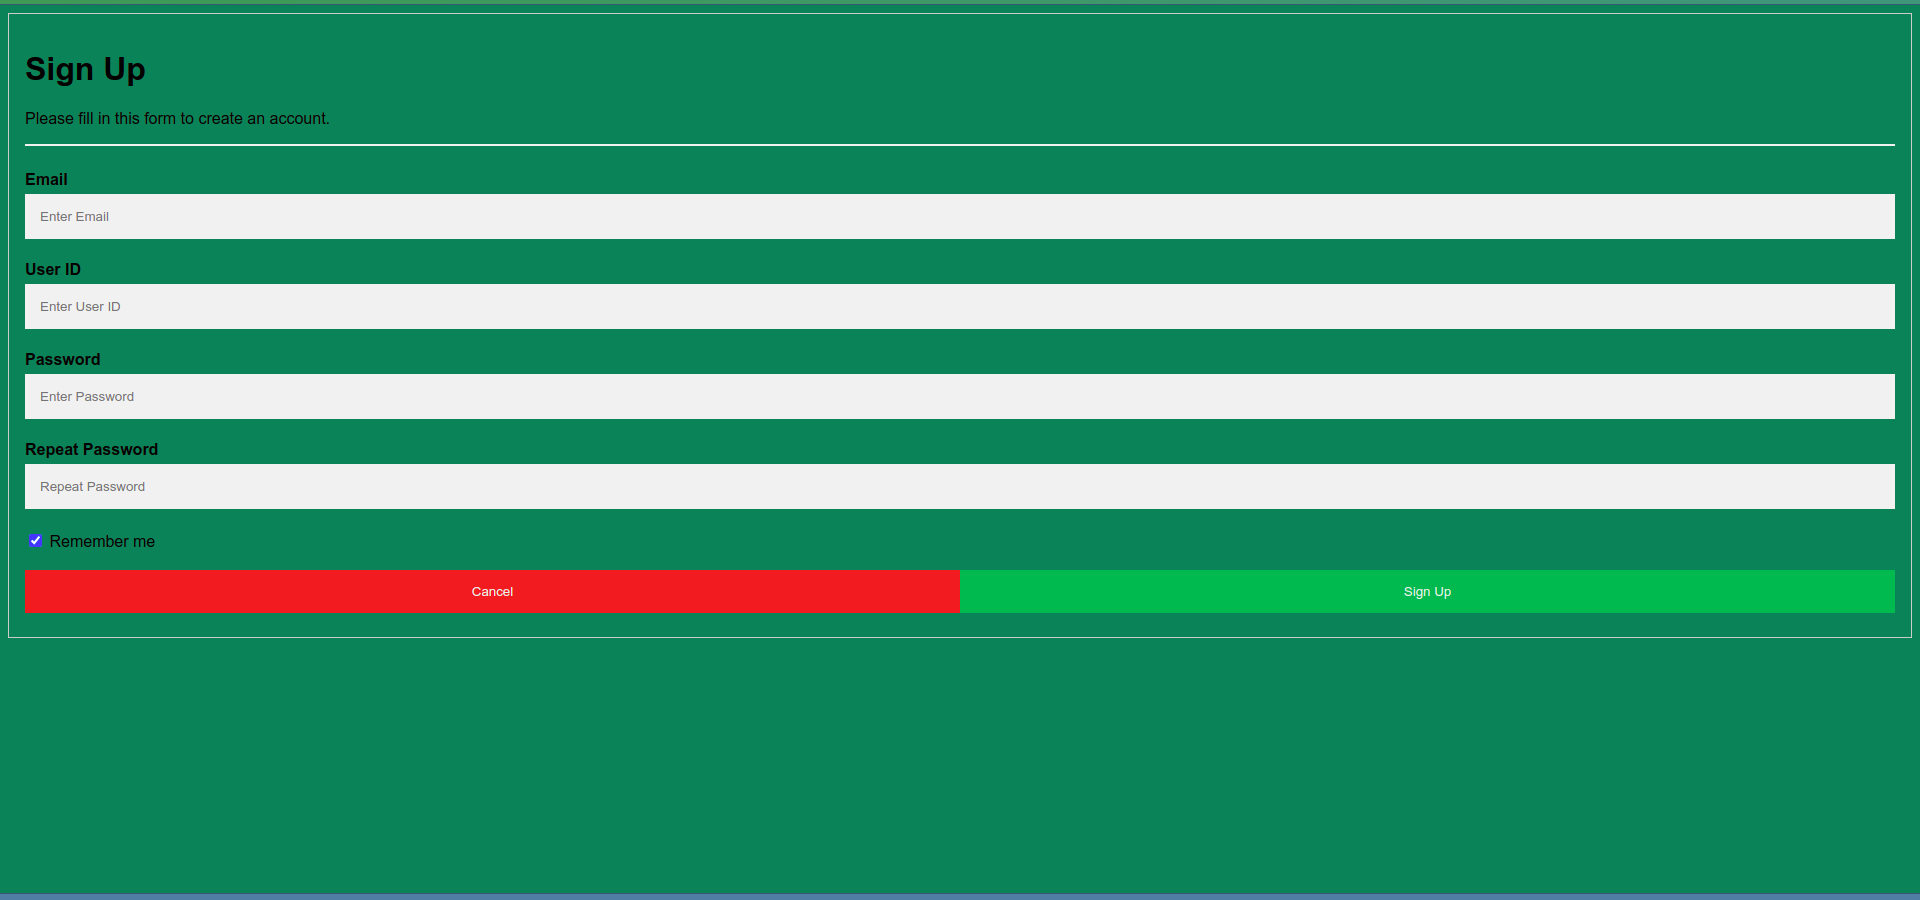 Sign Up
Please fill in this form to create an account.
Email
Enter Email
User ID
Enter User ID
Password
Enter Password
Repeat Password
Repeat Password
Remember me
Cancel Sign Up